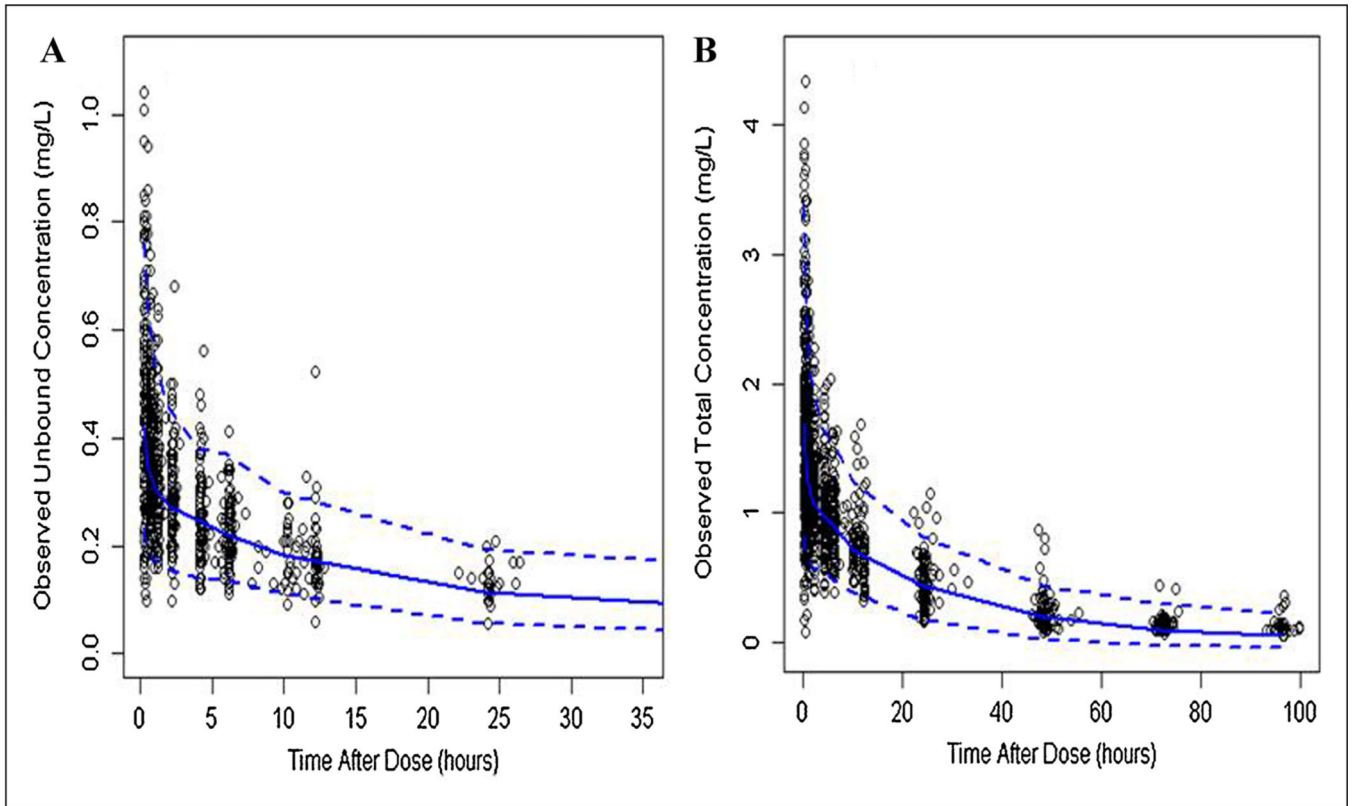 A
Observed Unbound Concentration (mg/L)
1.0
0.8
0.6
0.4
0.2
0.0
0 5 10 15 20 25 30 35
Time After Dose (hours)
B
Observed Total Concentration (mg/L)
4
3
2
1
0
0 20 40 60 80 100
Time After Dose (hours)